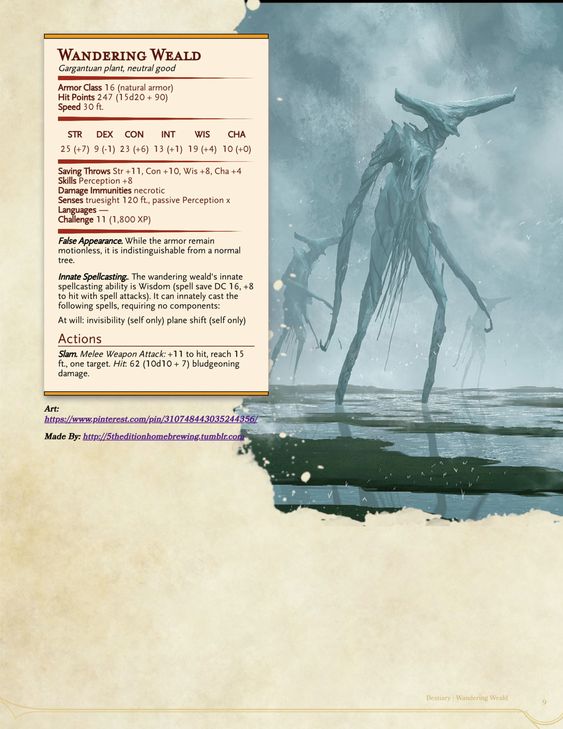 Wandering Weald
Gargantuan plant, neutral good
Armor Class 16 (natural armor)
Hit Points 247 (15d20 + 90)
Speed 30 ft.
STR DEX CON INT WIS CHA
25 (+7) 9 (-1) 23 (+6) 13 (+1) 19 (+4) 10 (+0)
Saving Throws Str +11, Con +10, Wis +8, Cha +4
Skills Perception +8
Damage Immunities necrotic
Senses truesight 120 ft., passive Perception x
Languages —
Challenge 11 (1,800 XP)
False Appearance. While the armor remain
motionless, it is indistinguishable from a normal
tree.
Innate Spellcasting. The wandering weald's innate
spellcasting ability is Wisdom (spell save DC 16, +8
to hit with spell attacks). It can innately cast the
following spells, requiring no components:
At will: invisibility (self only) plane shift (self only)
Actions
Slam. Melee Weapon Attack: +11 to hit, reach 15
ft., one target. Hit: 62 (10d10 + 7) bludgeoning
damage.
Art:
https://www.pinterest.com/pin/310748443035244356/
Made By: http://5theditionhomebrewing.tumblr.com
Bestiary | Wandering Weald
9